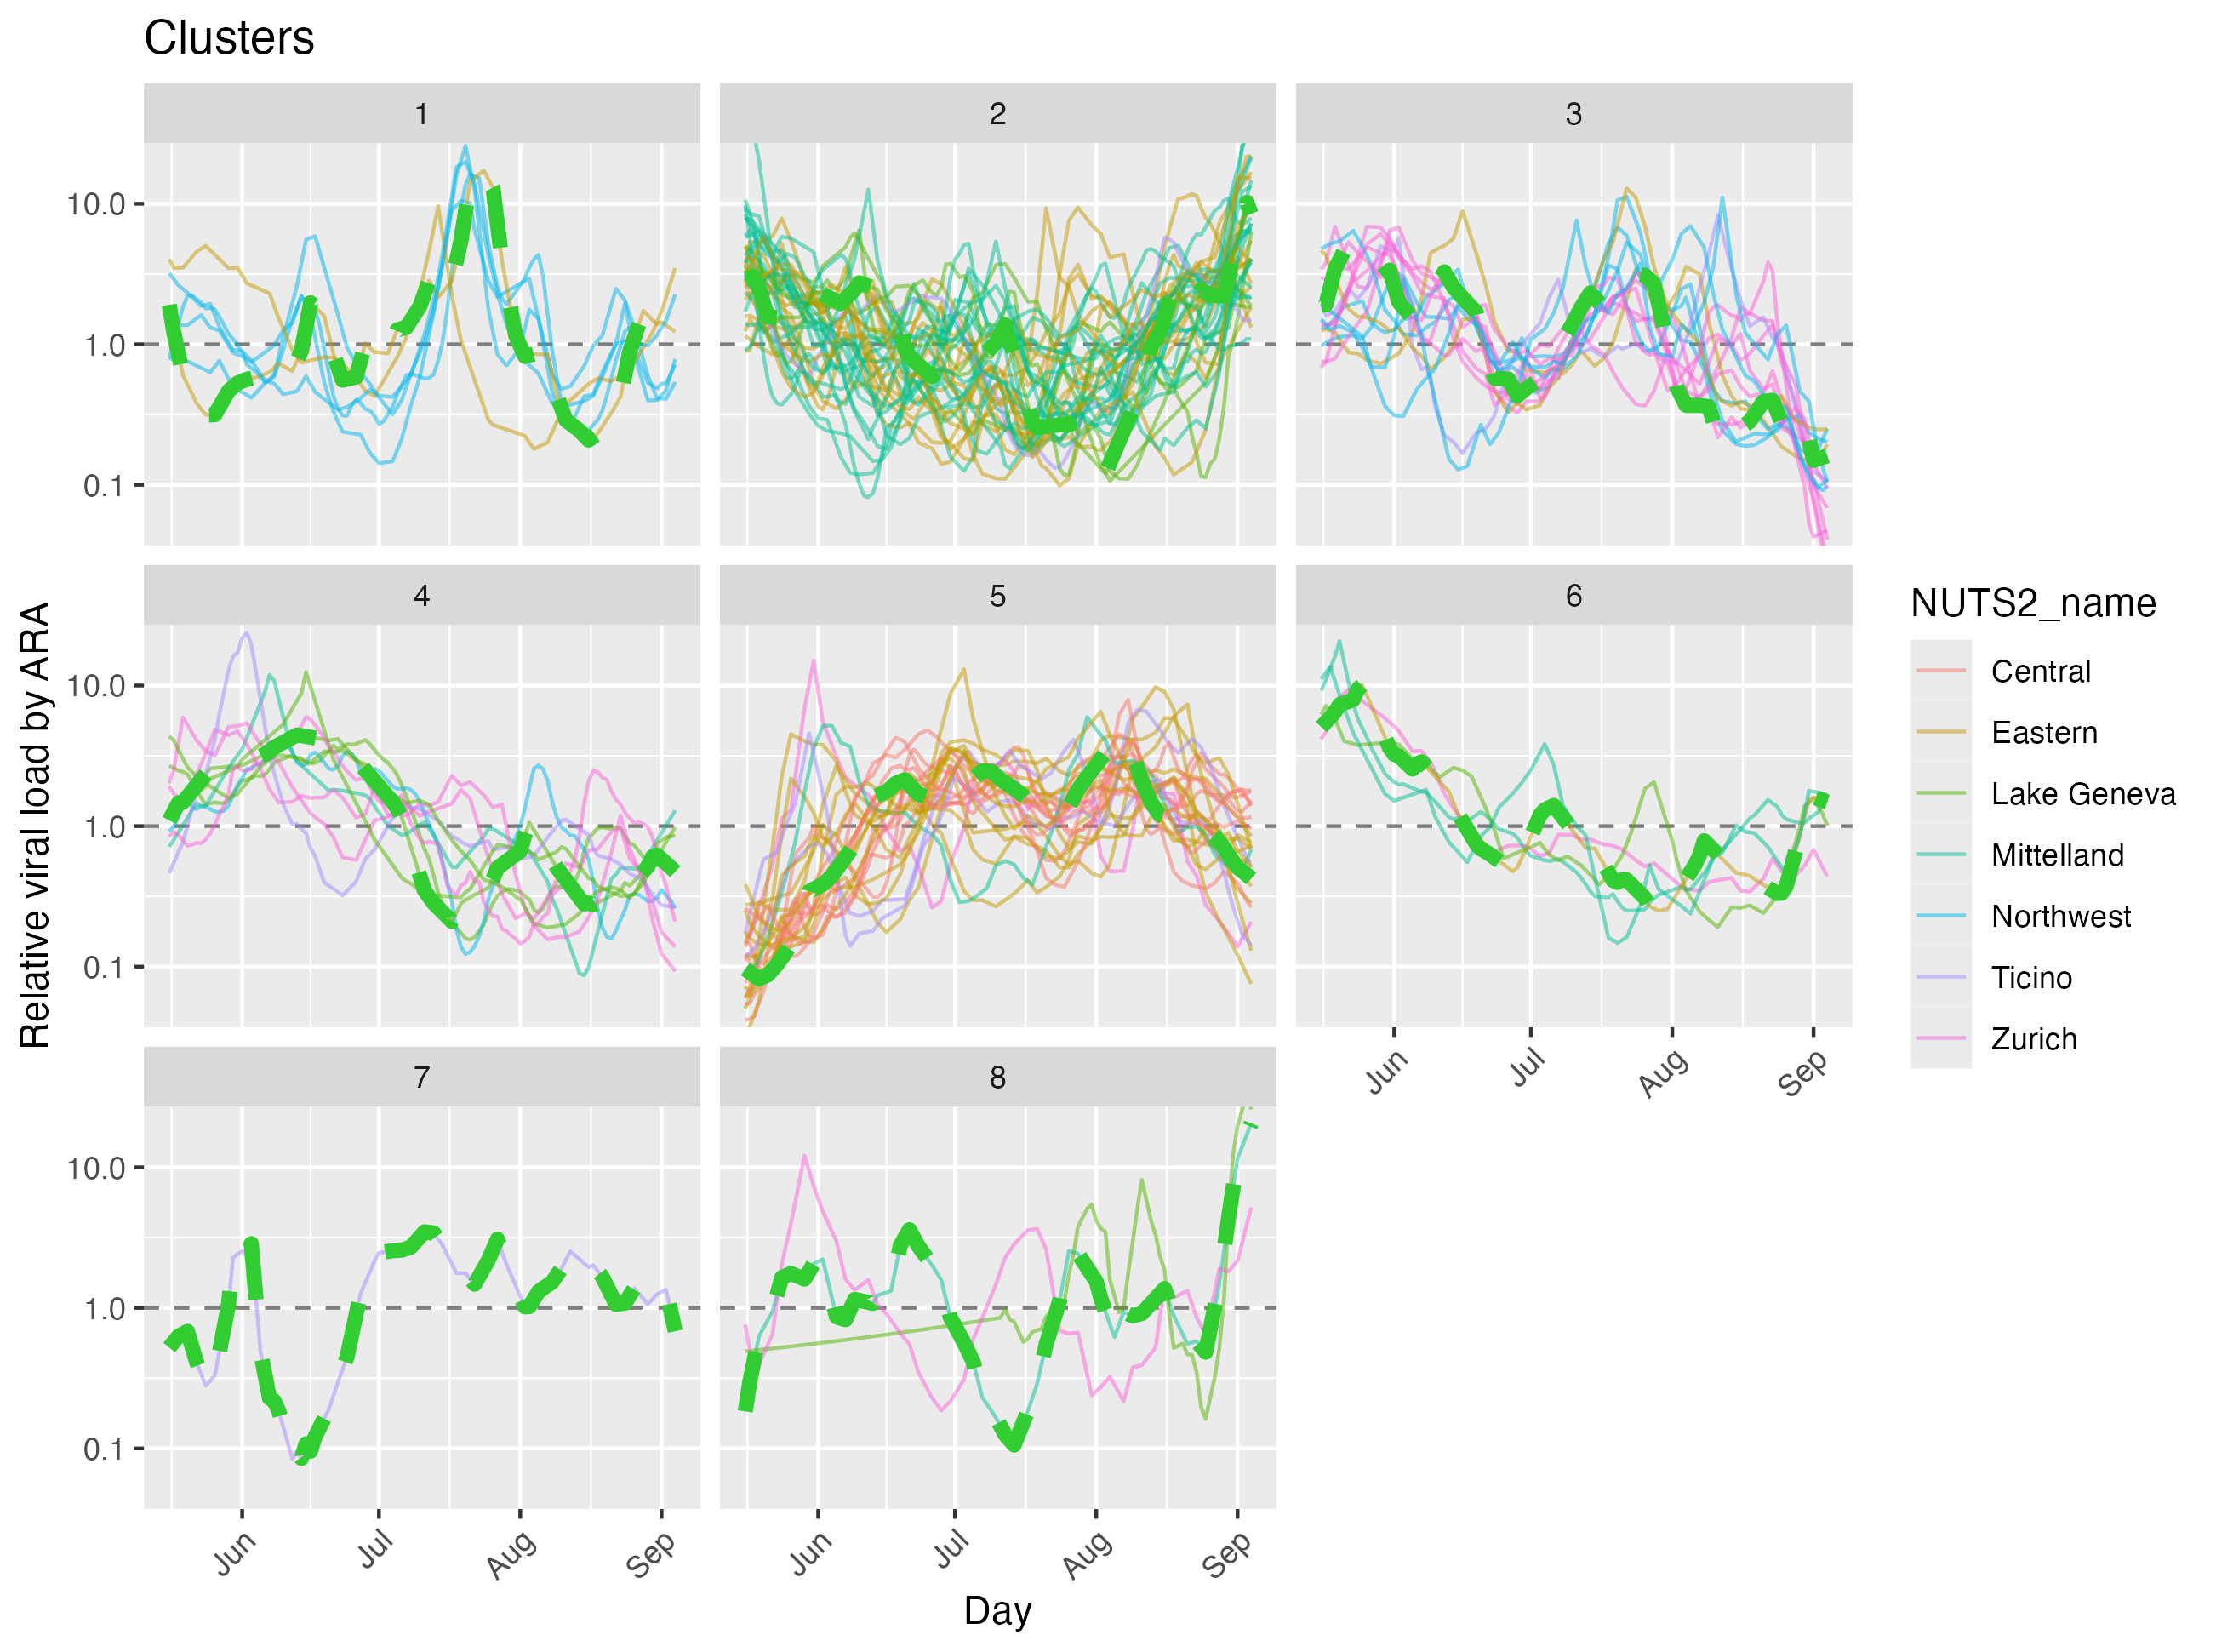 Clusters
1
2
3
10.0
1.0
0.1
4
5
6
10.0
1.0
0.1
Jun
Jul
Aug
Sep
7
8
10.0
1.0
0.1
Jun
Jul
Aug
Sep
Jun
Jul
Aug
Sep
Day
Relative viral load by ARA
NUTS2_name
Central
Eastern
Lake Geneva
Mittelland
Northwest
Ticino
Zurich